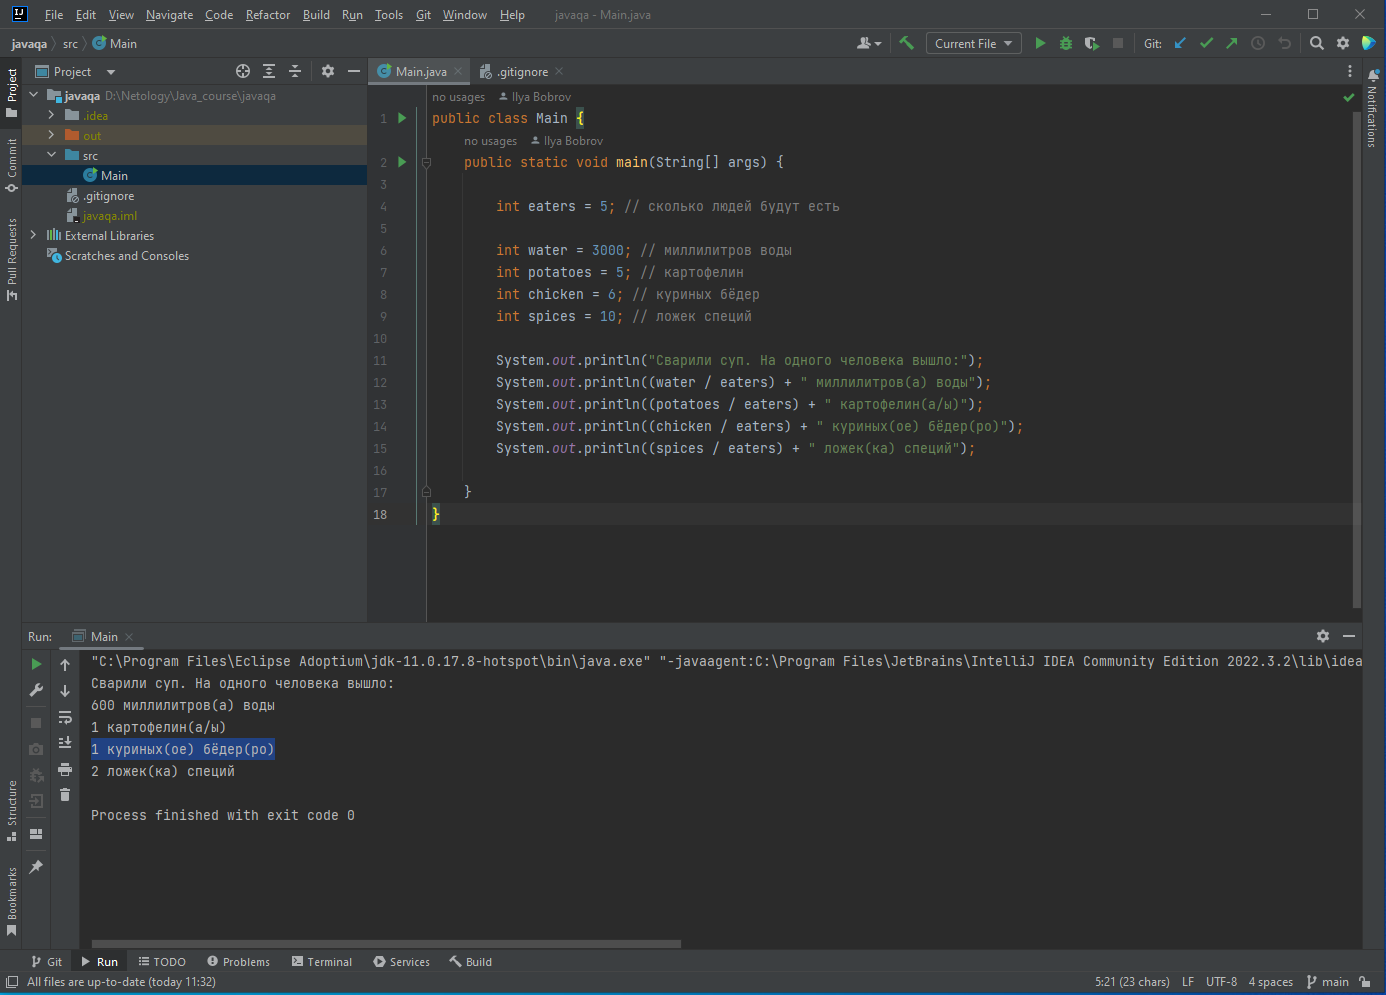 File Edit View Navigate Code Refactor Build Run Tools Git Window Help javaqa - Main.java
javaqa src Main Current File Git:
Project
Main.java .gitignore
javaqa D:\Netology\Java_course\javaqa
.idea
out
src
Main
.gitignore
javaqa.iml
External Libraries
Scratches and Consoles
Project
Commit
Pull Requests
Structure
Bookmarks
Notifications
no usages Ilya Bobrov
1 public class Main {
no usages Ilya Bobrov
2 public static void main(String[] args) {
3
4 int eaters = 5; // сколько людей будут есть
5
6 int water = 3000; // миллилитров воды
7 int potatoes = 5; // картофелин
8 int chicken = 6; // куриных бёдер
9 int spices = 10; // ложек специй
10
11 System.out.println("Сварили суп. На одного человека вышло:");
12 System.out.println((water / eaters) + " миллилитров(а) воды");
13 System.out.println((potatoes / eaters) + " картофелин(а/ы)");
14 System.out.println((chicken / eaters) + " куриных(ое) бёдер(ро)");
15 System.out.println((spices / eaters) + " ложек(ка) специй");
16
17 }
18 }
Run: Main
"C:\Program Files\Eclipse Adoptium\jdk-11.0.17.8-hotspot\bin\java.exe" "-javaagent:C:\Program Files\JetBrains\IntelliJ IDEA Community Edition 2022.3.2\lib\idea
Сварили суп. На одного человека вышло:
600 миллилитров(а) воды
1 картофелин(а/ы)
1 куриных(ое) бёдер(ро)
2 ложек(ка) специй
Process finished with exit code 0
Git Run TODO Problems Terminal Services Build
All files are up-to-date (today 11:32) 5:21 (23 chars) LF UTF-8 4 spaces main